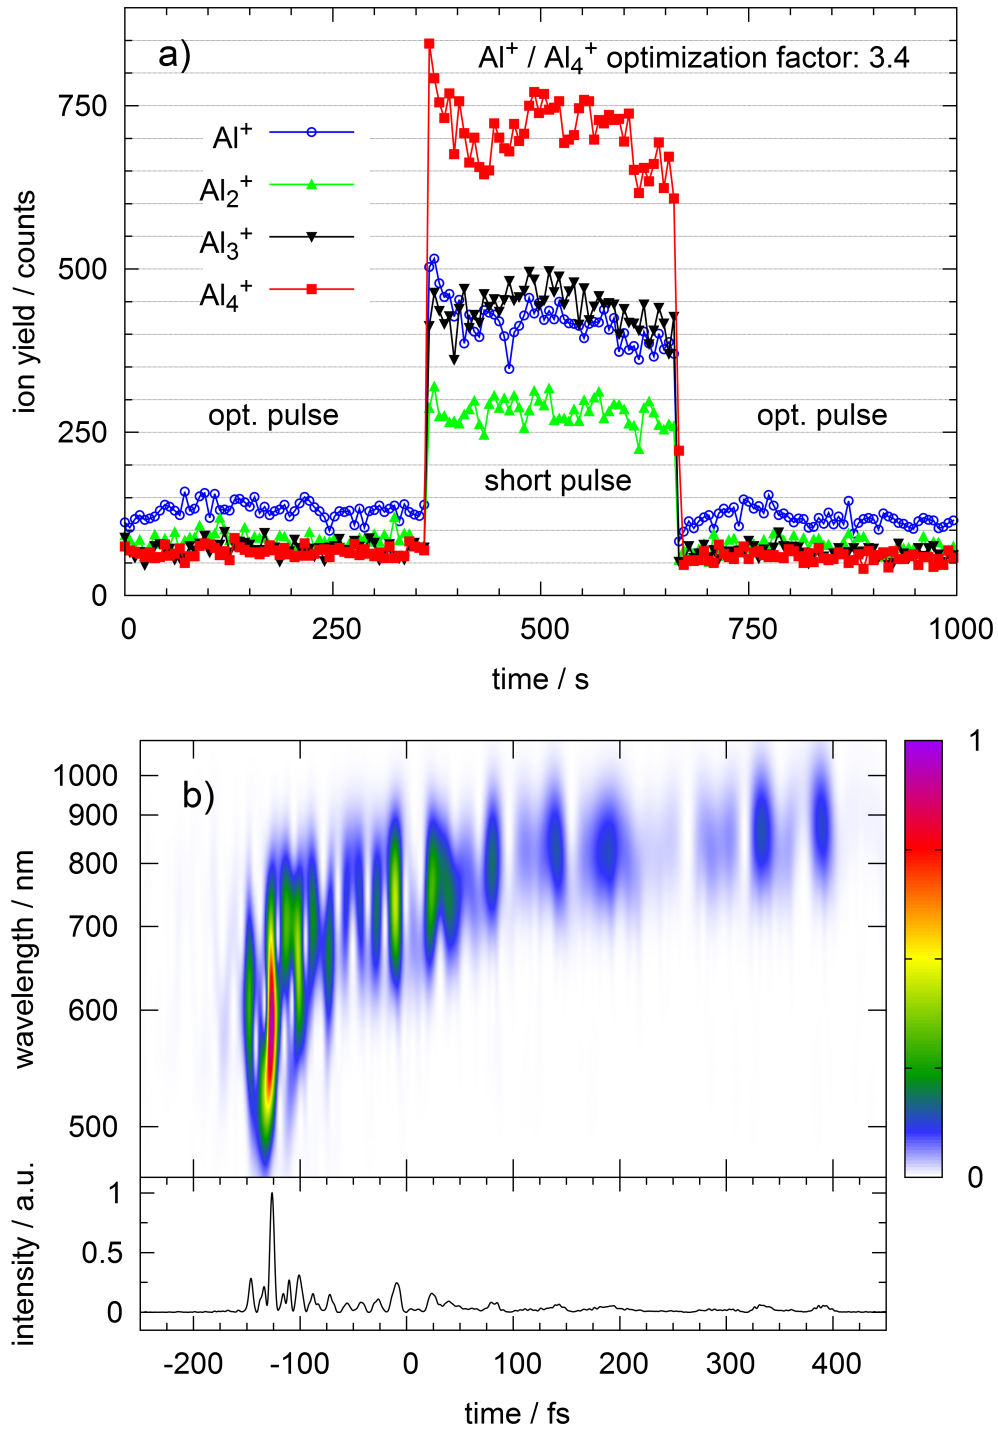 a)
Al⁺ / Al₄⁺ optimization factor: 3.4
Al⁺
Al₂⁺
Al₃⁺
Al₄⁺
opt. pulse
short pulse
opt. pulse
ion yield / counts
750
500
250
0
0 250 500 750 1000
time / s
b)
wavelength / nm
1000
900
800
700
600
500
1
0
intensity / a.u.
1
0.5
0
-200 -100 0 100 200 300 400
time / fs